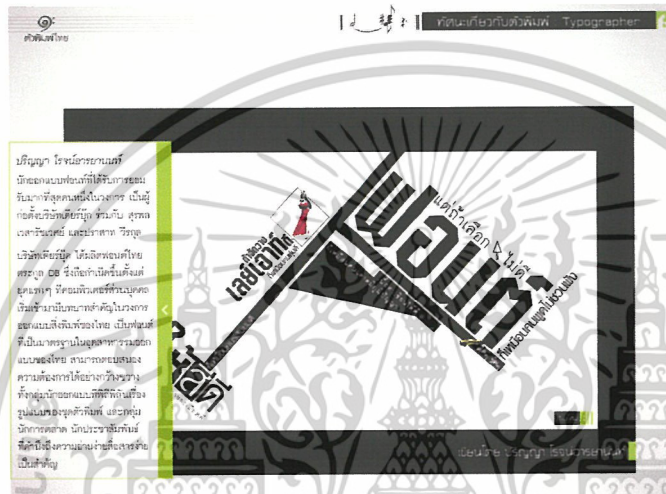 ตัวพิมพ์ไทย
ทัศนะเกี่ยวกับตัวพิมพ์ : Typographer
ปริญญา โรจน์อารยานนท์
นักออกแบบฟอนท์ที่ได้รับการยอม
รับมากที่สุดคนหนึ่งในวงการ เป็นผู้
ก่อตั้งบริษัทเดียร์บุ๊ก ร่วมกับ สุรพล
เวสารัชเวศย์ และปราสาท วีรกุล
บริษัทเดียร์บุ๊ค ได้ผลิตฟอนต์ไทย
ตระกูล DB ซึ่งถือกำเนิดขึ้นตั้งแต่
ยุคแรกๆ ที่คอมพิวเตอร์ส่วนบุคคล
เริ่มเข้ามามีบทบาทสำคัญในวงการ
ออกแบบสิ่งพิมพ์ของไทย เป็นฟอนต์
ที่เป็นมาตรฐานในอุตสาหกรรมออก
แบบของไทย สามารถตอบสนอง
ความต้องการได้อย่างกว้างขวาง
ทั้งกลุ่มนักออกแบบที่พิถีพิถันเรื่อง
รูปแบบของชุดตัวพิมพ์ และกลุ่ม
นักการตลาด นักประชาสัมพันธ์
ที่คำนึงถึงความอ่านง่ายสื่อสารง่าย
เป็นสำคัญ
ถ้าจัดวาง
เลย์เอ้าท์
แต่ถ้าเลือก
ไม่ดี
ฟอนต์
ก็เหมือนคนพูดไม่ชวนฟัง
เขียนโดย ปริญญา โรจน์อารยานนท์